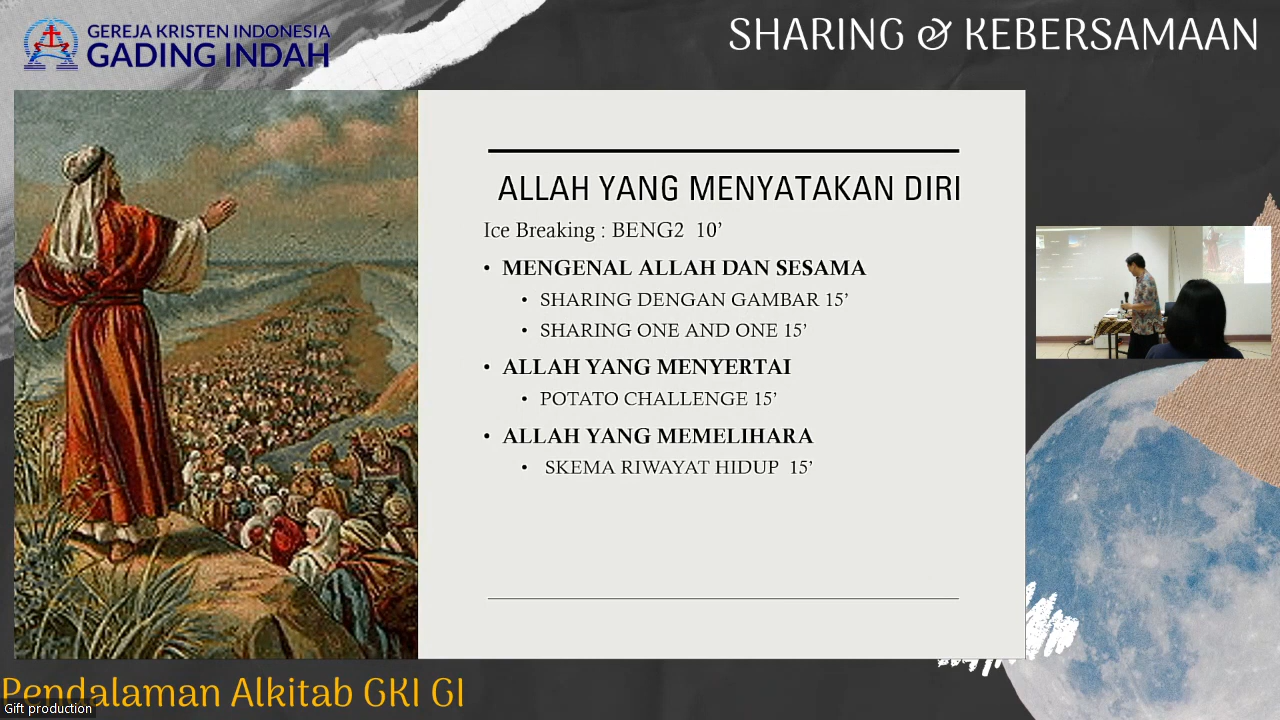 GEREJA KRISTEN INDONESIA
GADING INDAH
SHARING & KEBERSAMAAN
ALLAH YANG MENYATAKAN DIRI
Ice Breaking : BENG2 10’
• MENGENAL ALLAH DAN SESAMA
• SHARING DENGAN GAMBAR 15’
• SHARING ONE AND ONE 15’
• ALLAH YANG MENYERTAI
• POTATO CHALLENGE 15’
• ALLAH YANG MEMELIHARA
• SKEMA RIWAYAT HIDUP 15’
Pendalaman Alkitab GKI GI
Gift production